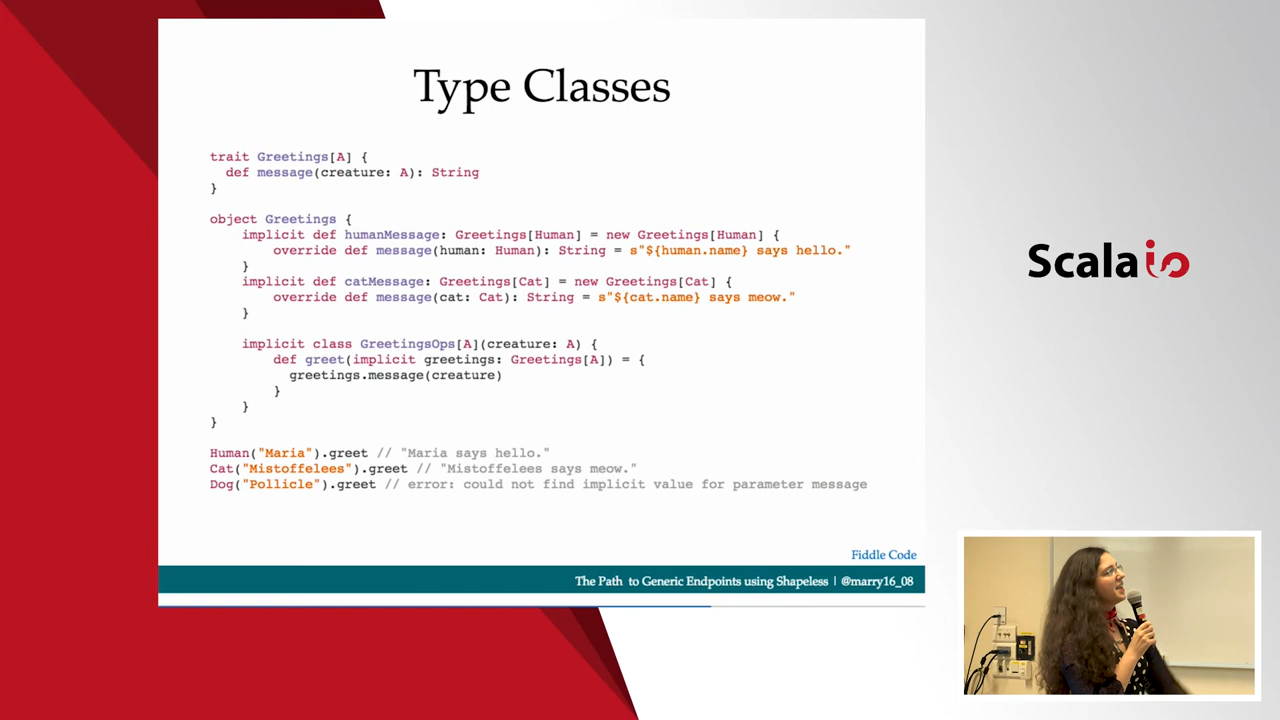 Type Classes
trait Greetings[A] {
def message(creature: A): String
}
object Greetings {
implicit def humanMessage: Greetings[Human] = new Greetings[Human] {
override def message(human: Human): String = s"${human.name} says hello."
}
implicit def catMessage: Greetings[Cat] = new Greetings[Cat] {
override def message(cat: Cat): String = s"${cat.name} says meow."
}
implicit class GreetingsOps[A](creature: A) {
def greet(implicit greetings: Greetings[A]) = {
greetings.message(creature)
}
}
}
Human("Maria").greet // "Maria says hello."
Cat("Mistoffelees").greet // "Mistoffelees says meow."
Dog("Pollicle").greet // error: could not find implicit value for parameter message
Fiddle Code
The Path to Generic Endpoints using Shapeless | @marry16_08
Scala io